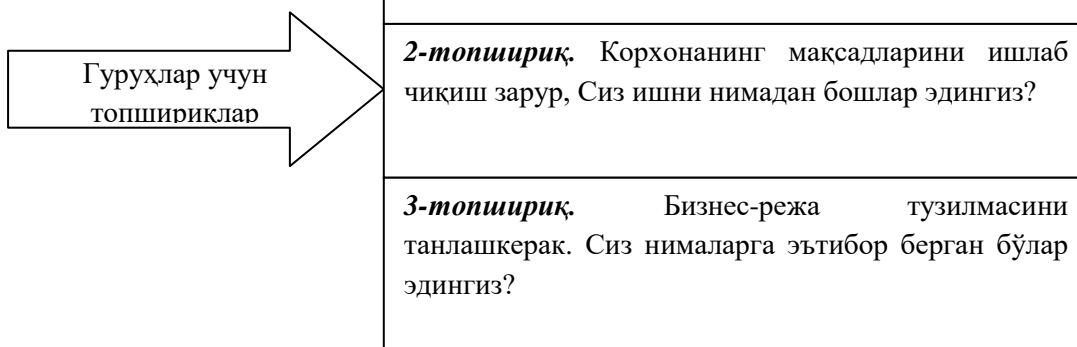 Гуруҳлар учун
топшириқлар
2-топшириқ. Корхонанинг мақсадларини ишлаб
чиқиш зарур, Сиз ишни нимадан бошлар эдингиз?
3-топшириқ. Бизнес-режа тузилмасини
танлашкерак. Сиз нималарга эътибор берган бўлар
эдингиз?